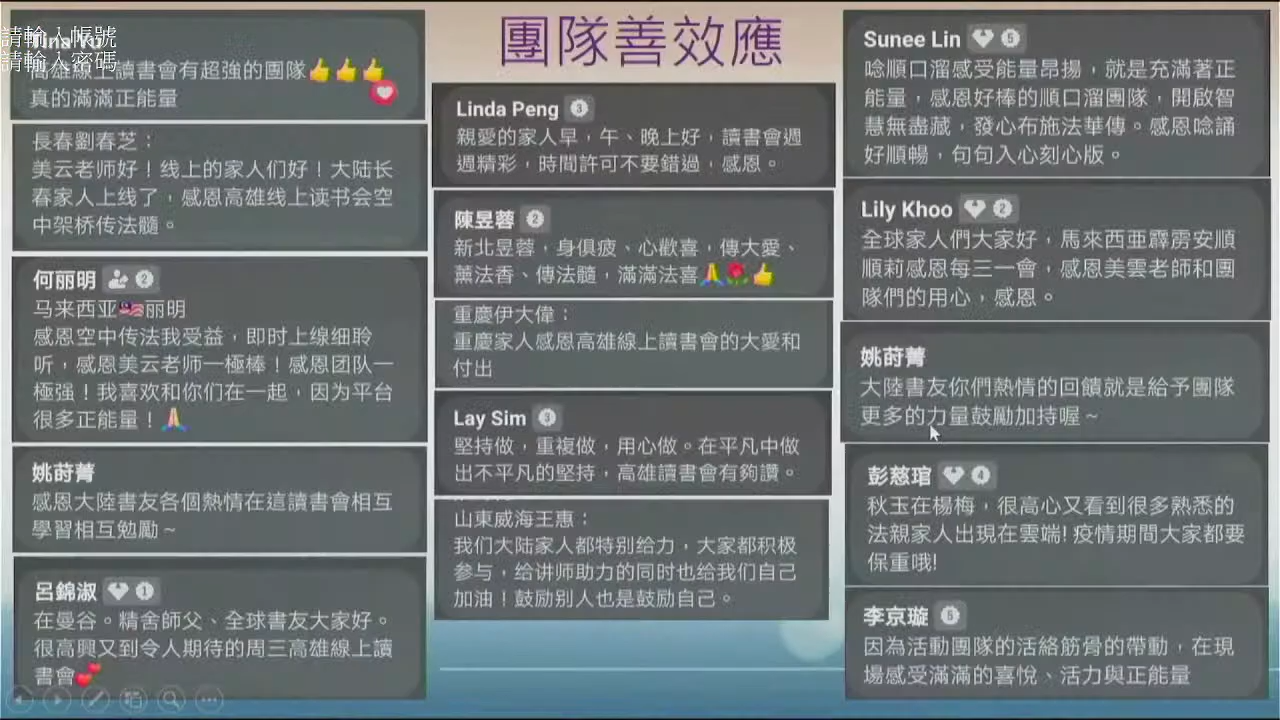 請輸入帳號
請輸入密碼
高雄線上讀書會有超強的團隊👍👍👍
真的滿滿正能量
長春劉春芝：
美云老师好！线上的家人们好！大陆长
春家人上线了，感恩高雄线上读书会空
中架桥传法髓。
何丽明 2
马来西亚🇲🇾丽明
感恩空中传法我受益，即时上缐细聆
听，感恩美云老师一極棒！感恩团队一
極强！我喜欢和你们在一起，因为平台
很多正能量！🙏
姚莳菁
感恩大陸書友各個熱情在這讀書會相互
學習相互勉勵～
呂錦淑 1
在曼谷。精舍師父、全球書友大家好。
很高興又到令人期待的周三高雄線上讀
書會💕
團隊善效應
Linda Peng 3
親愛的家人早，午、晚上好，讀書會週
週精彩，時間許可不要錯過，感恩。
陳昱蓉 2
新北昱蓉，身俱疲、心歡喜，傳大愛、
薰法香、傳法髓，滿滿法喜🙏🌹👍
重慶伊大偉：
重慶家人感恩高雄線上讀書會的大愛和
付出
Lay Sim 3
堅持做，重複做，用心做。在平凡中做
出不平凡的堅持，高雄讀書會有夠讚。
山東威海王惠：
我们大陆家人都特别给力，大家都积极
参与，给讲师助力的同时也给我们自己
加油！鼓励别人也是鼓励自己。
Sunee Lin 5
唸順口溜感受能量昂揚，就是充滿著正
能量，感恩好棒的順口溜團隊，開啟智
慧無盡藏，發心布施法華傳。感恩唸誦
好順暢，句句入心刻心版。
Lily Khoo 2
全球家人們大家好，馬來西亞霹雳安順
順莉感恩每三一會，感恩美雲老師和團
隊們的用心，感恩。
姚莳菁
大陸書友你們熱情的回饋就是給予團隊
更多的力量鼓勵加持喔～
彭慈琯 4
秋玉在楊梅，很高心又看到很多熟悉的
法親家人出現在雲端! 疫情期間大家都要
保重哦!
李京璇 5
因為活動團隊的活絡筋骨的帶動，在現
場感受滿滿的喜悅、活力與正能量